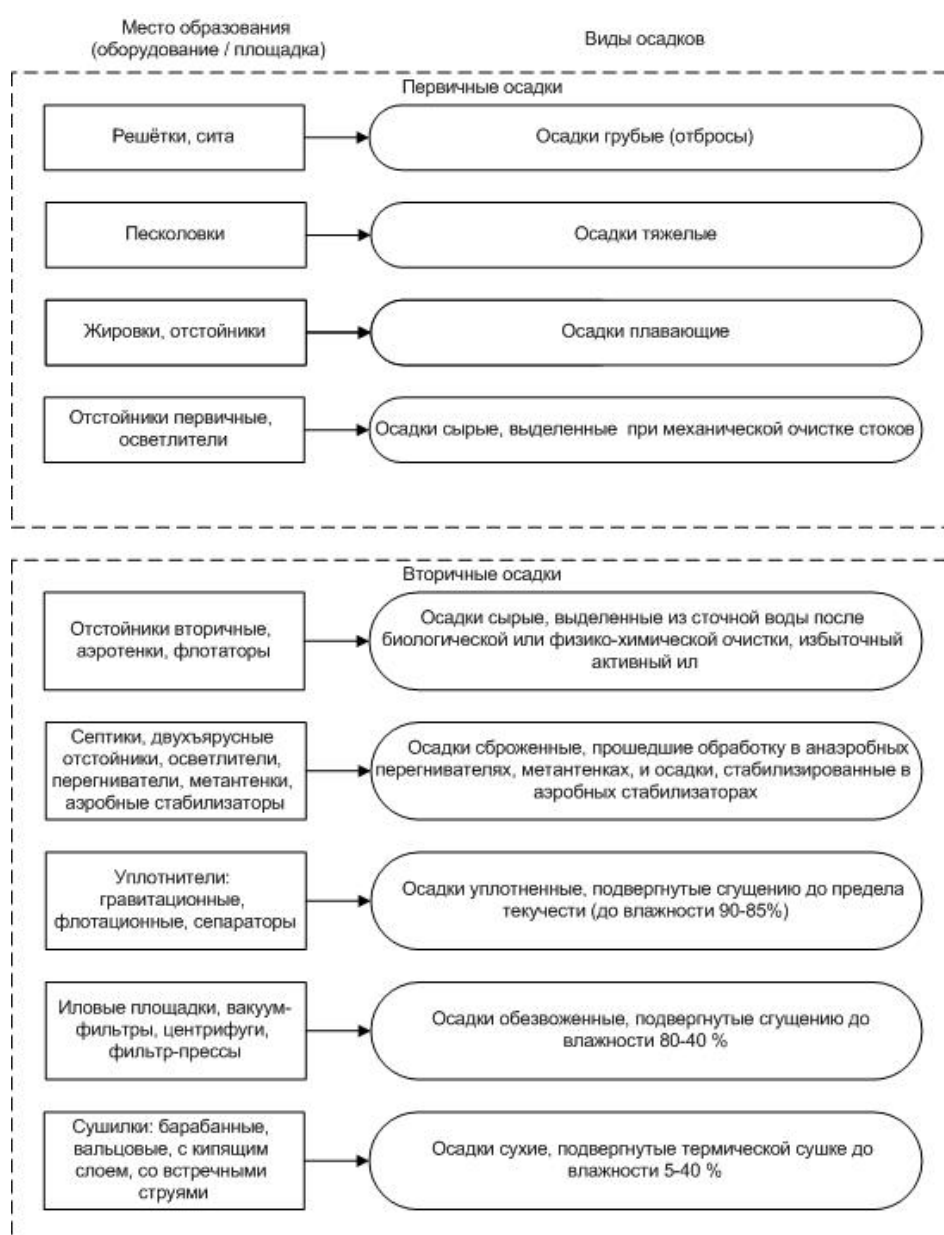 Место образования
(оборудование / площадка)
Виды осадков
Первичные осадки
Решётки, сита
Осадки грубые (отбросы)
Песколовки
Осадки тяжелые
Жировки, отстойники
Осадки плавающие
Отстойники первичные,
осветлители
Осадки сырые, выделенные при механической очистке стоков
Вторичные осадки
Отстойники вторичные,
аэротенки, флотаторы
Осадки сырые, выделенные из сточной воды после
биологической или физико-химической очистки, избыточный
активный ил
Септики, двухъярусные
отстойники, осветлители,
перегниватели, метантенки,
аэробные стабилизаторы
Осадки сброженные, прошедшие обработку в анаэробных
перегнивателях, метантенках, и осадки, стабилизированные в
аэробных стабилизаторах
Уплотнители:
гравитационные,
флотационные, сепараторы
Осадки уплотненные, подвергнутые сгущению до предела
текучести (до влажности 90-85%)
Иловые площадки, вакуум-
фильтры, центрифуги,
фильтр-прессы
Осадки обезвоженные, подвергнутые сгущению до
влажности 80-40 %
Сушилки: барабанные,
вальцовые, с кипящим
слоем, со встречными
струями
Осадки сухие, подвергнутые термической сушке до
влажности 5-40 %